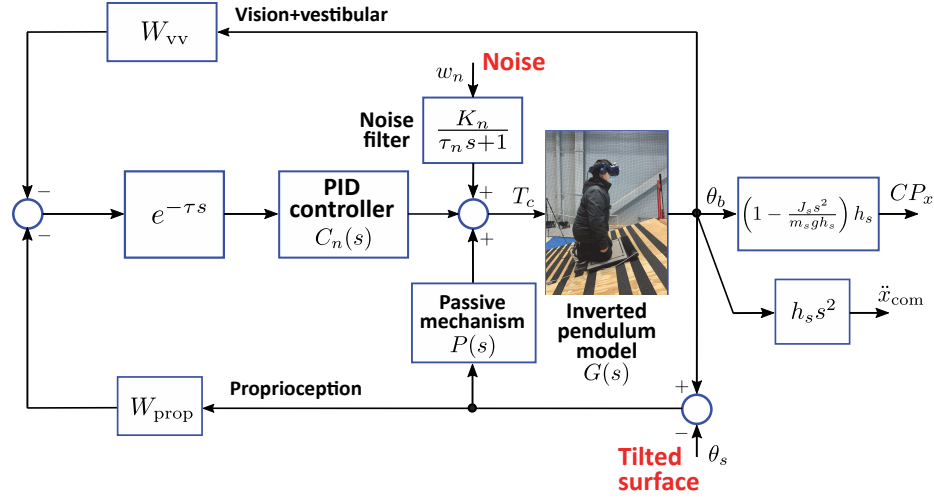 Vision+vestibular
W_vv
w_n
Noise
Noise
filter
K_n
τ_n s+1
−
−
e^{−τs}
PID
controller
C_n(s)
+
+
T_c
θ_b
(1 − J_s s² / m_s g h_s) h_s
CP_x
h_s s²
ẍ_com
Passive
mechanism
P(s)
Inverted
pendulum
model
G(s)
Proprioception
W_prop
+
−
θ_s
Tilted
surface